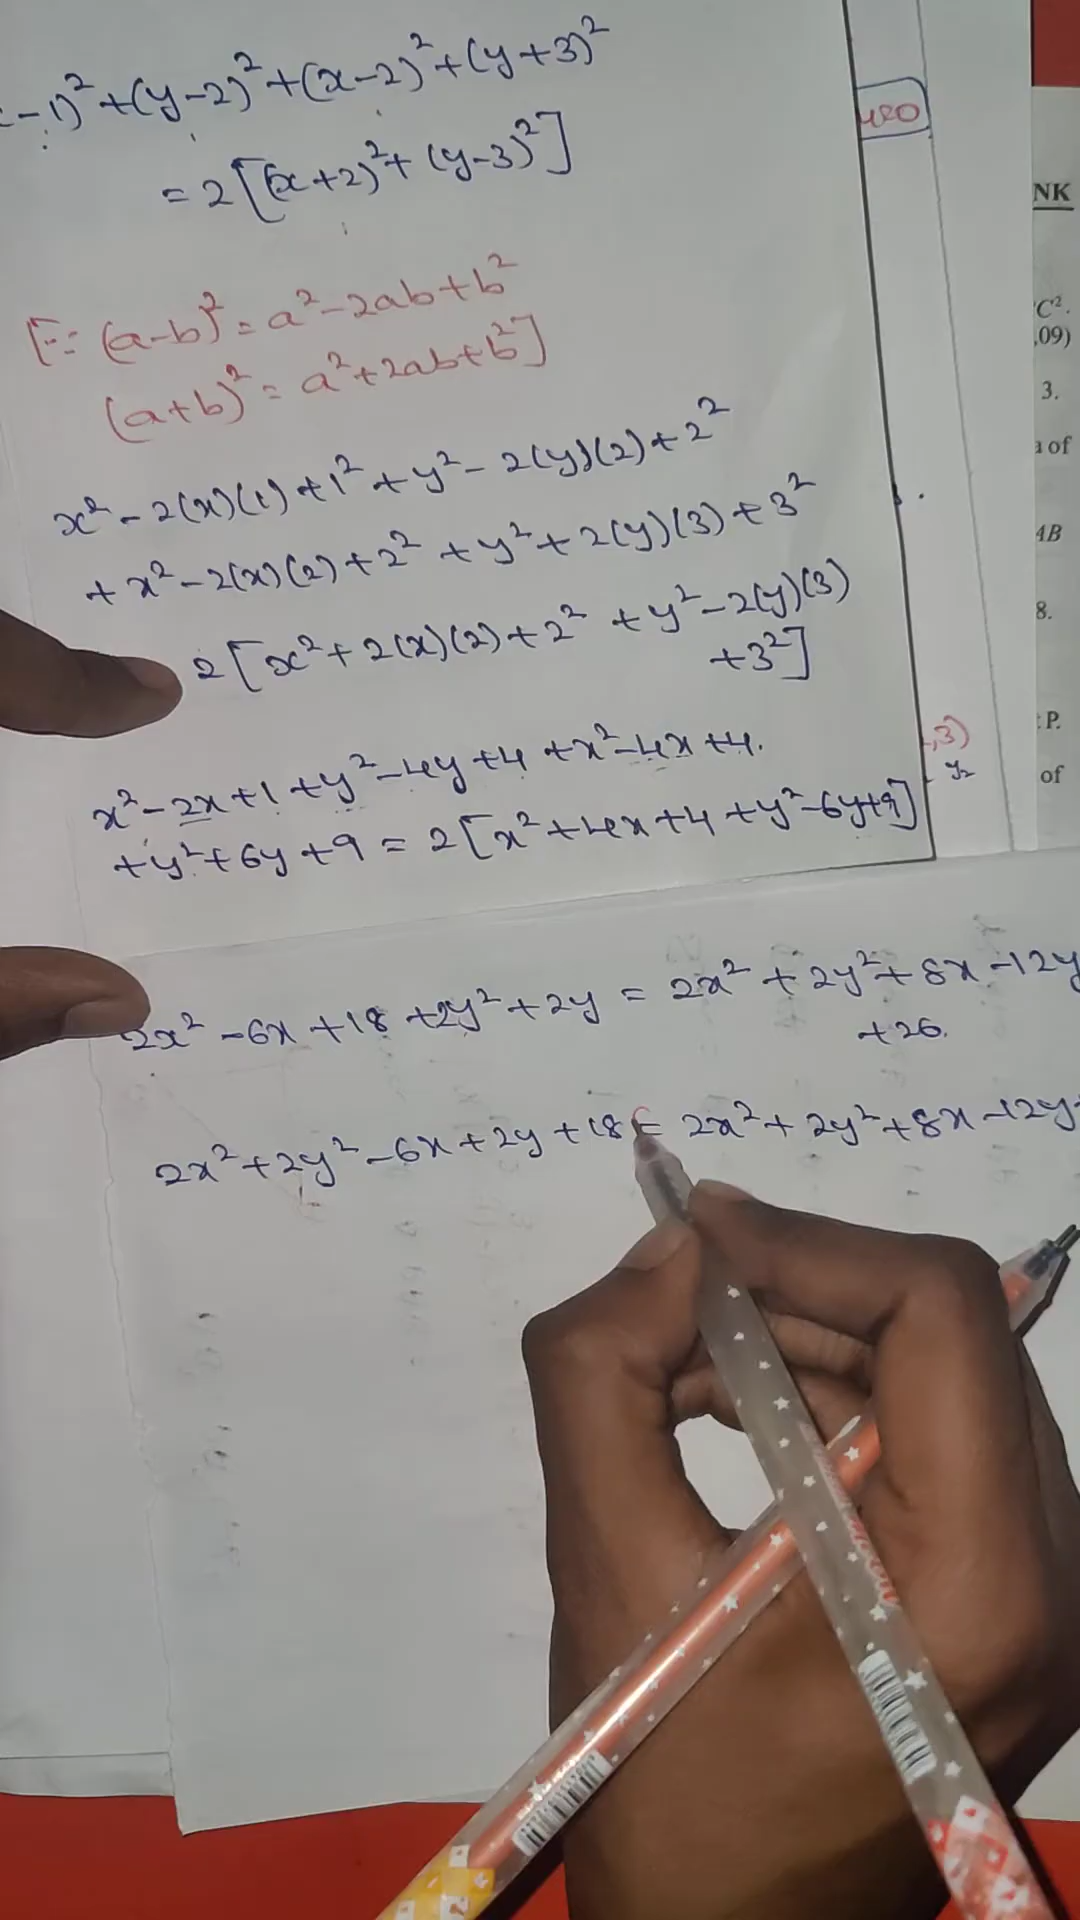 -1)²+(y-2)²+(x-2)²+(y+3)²
= 2[(x+2)²+(y-3)²]
[∵ (a-b)² = a²-2ab+b²
(a+b)² = a²+2ab+b²]
x²-2(x)(1)+1²+y²-2(y)(2)+2²
+x²-2(x)(2)+2²+y²+2(y)(3)+3²
2[x²+2(x)(2)+2²+y²-2(y)(3)
+3²]
x²-2x+1+y²-4y+4+x²-4x+4.
+y²+6y+9 = 2[x²+4x+4+y²-6y+9]
2x²-6x+18+2y²+2y = 2x²+2y²+8x-12y
+26.
2x²+2y²-6x+2y+18 = 2x²+2y²+8x-12y+
NK
C².
09)
3.
of
B
8.
,3)
y₂
P.
of